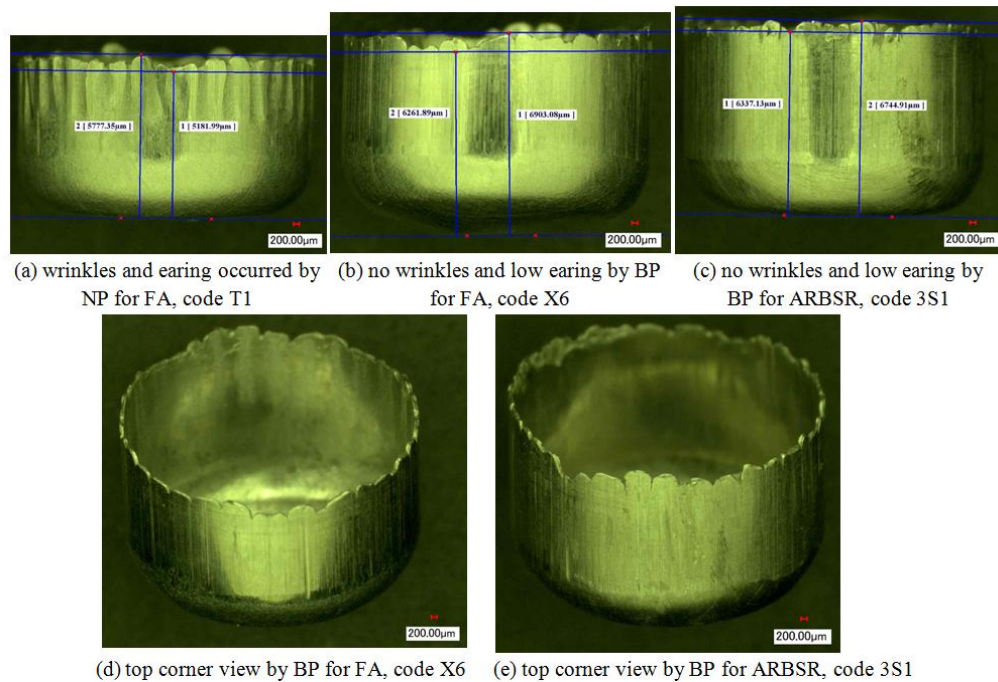 2 [ 5777.35μm ]
1 [ 5181.99μm ]
200.00μm
2 [ 6261.89μm ]
1 [ 6903.08μm ]
200.00μm
1 [ 6337.13μm ]
2 [ 6744.91μm ]
200.00μm
(a) wrinkles and earing occurred by
NP for FA, code T1
(b) no wrinkles and low earing by BP
for FA, code X6
(c) no wrinkles and low earing by
BP for ARBSR, code 3S1
200.00μm
200.00μm
(d) top corner view by BP for FA, code X6
(e) top corner view by BP for ARBSR, code 3S1